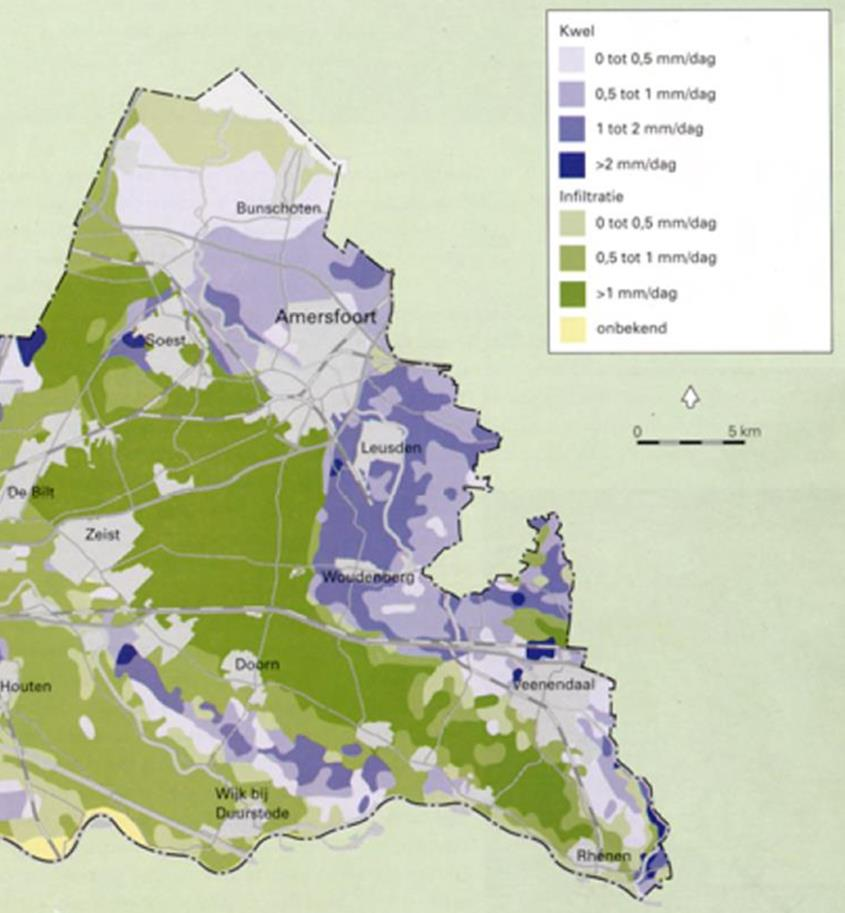 Kwel
0 tot 0,5 mm/dag
0,5 tot 1 mm/dag
1 tot 2 mm/dag
>2 mm/dag
Infiltratie
0 tot 0,5 mm/dag
0,5 tot 1 mm/dag
>1 mm/dag
onbekend
0 5 km
Bunschoten
Amersfoort
Soest
Leusden
De Bilt
Zeist
Woudenberg
Doorn
Houten
Veenendaal
Wijk bij
Duurstede
Rhenen